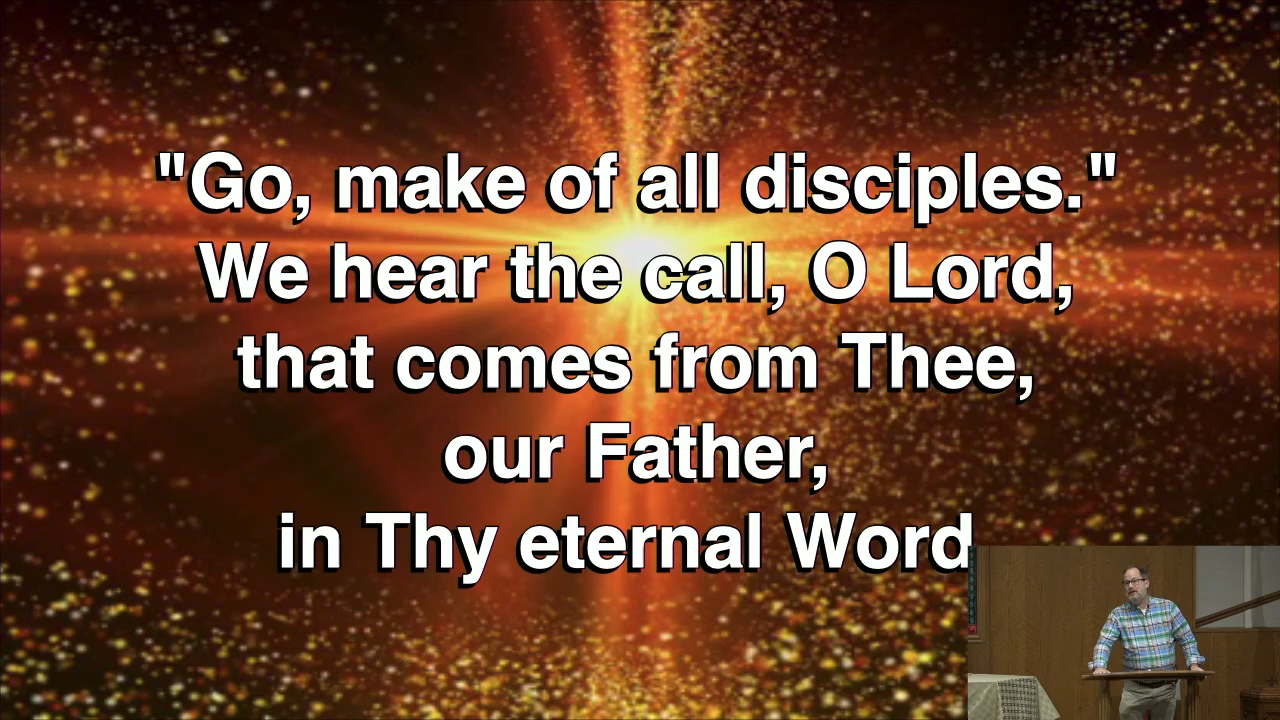 "Go, make of all disciples."
We hear the call, O Lord,
that comes from Thee,
our Father,
in Thy eternal Word